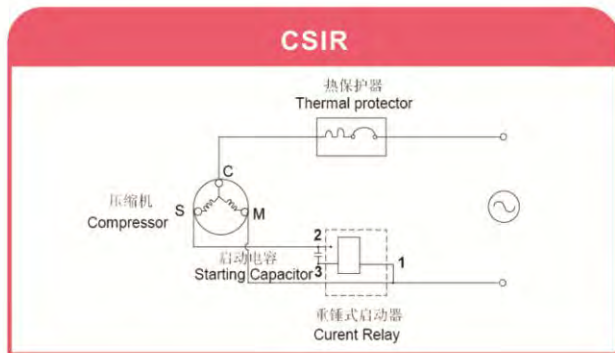 CSIR
热保护器
Thermal protector
C
压缩机
Compressor
S
M
启动电容
Starting Capacitor
2
3
1
重锤式启动器
Curent Relay